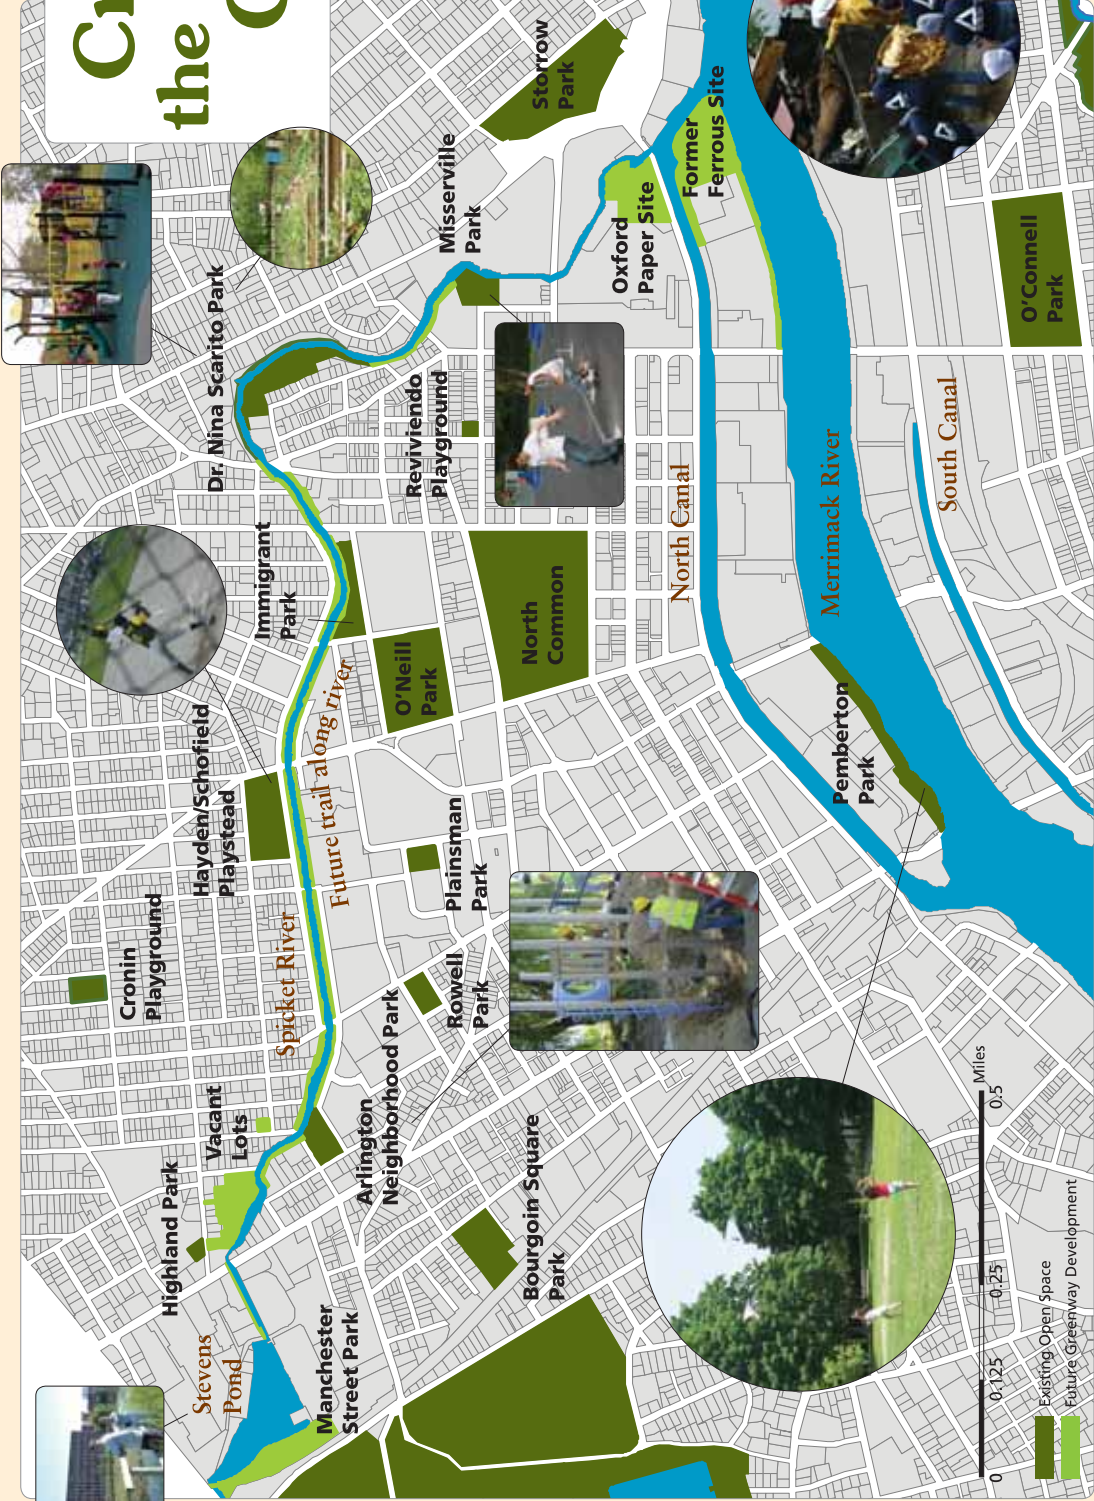 the
Storrow
Park
Misserville
Park
Former
Ferrous Site
Oxford
Paper Site
O'Connell
Park
Dr. Nina Scarito Park
Reviviendo
Playground
North Canal
Merrimack River
South Canal
Immigrant
Park
O'Neill
Park
North
Common
Hayden/Schofield
Playstead
Future trail along river
Pemberton
Park
Plainsman
Park
Cronin
Playground
Spicket River
Rowell
Park
Arlington
Neighborhood Park
Vacant
Lots
Highland Park
Bourgoin Square
Park
Stevens
Pond
Manchester
Street Park
Miles
0
0.125
0.25
0.5
Existing Open Space
Future Greenway Development